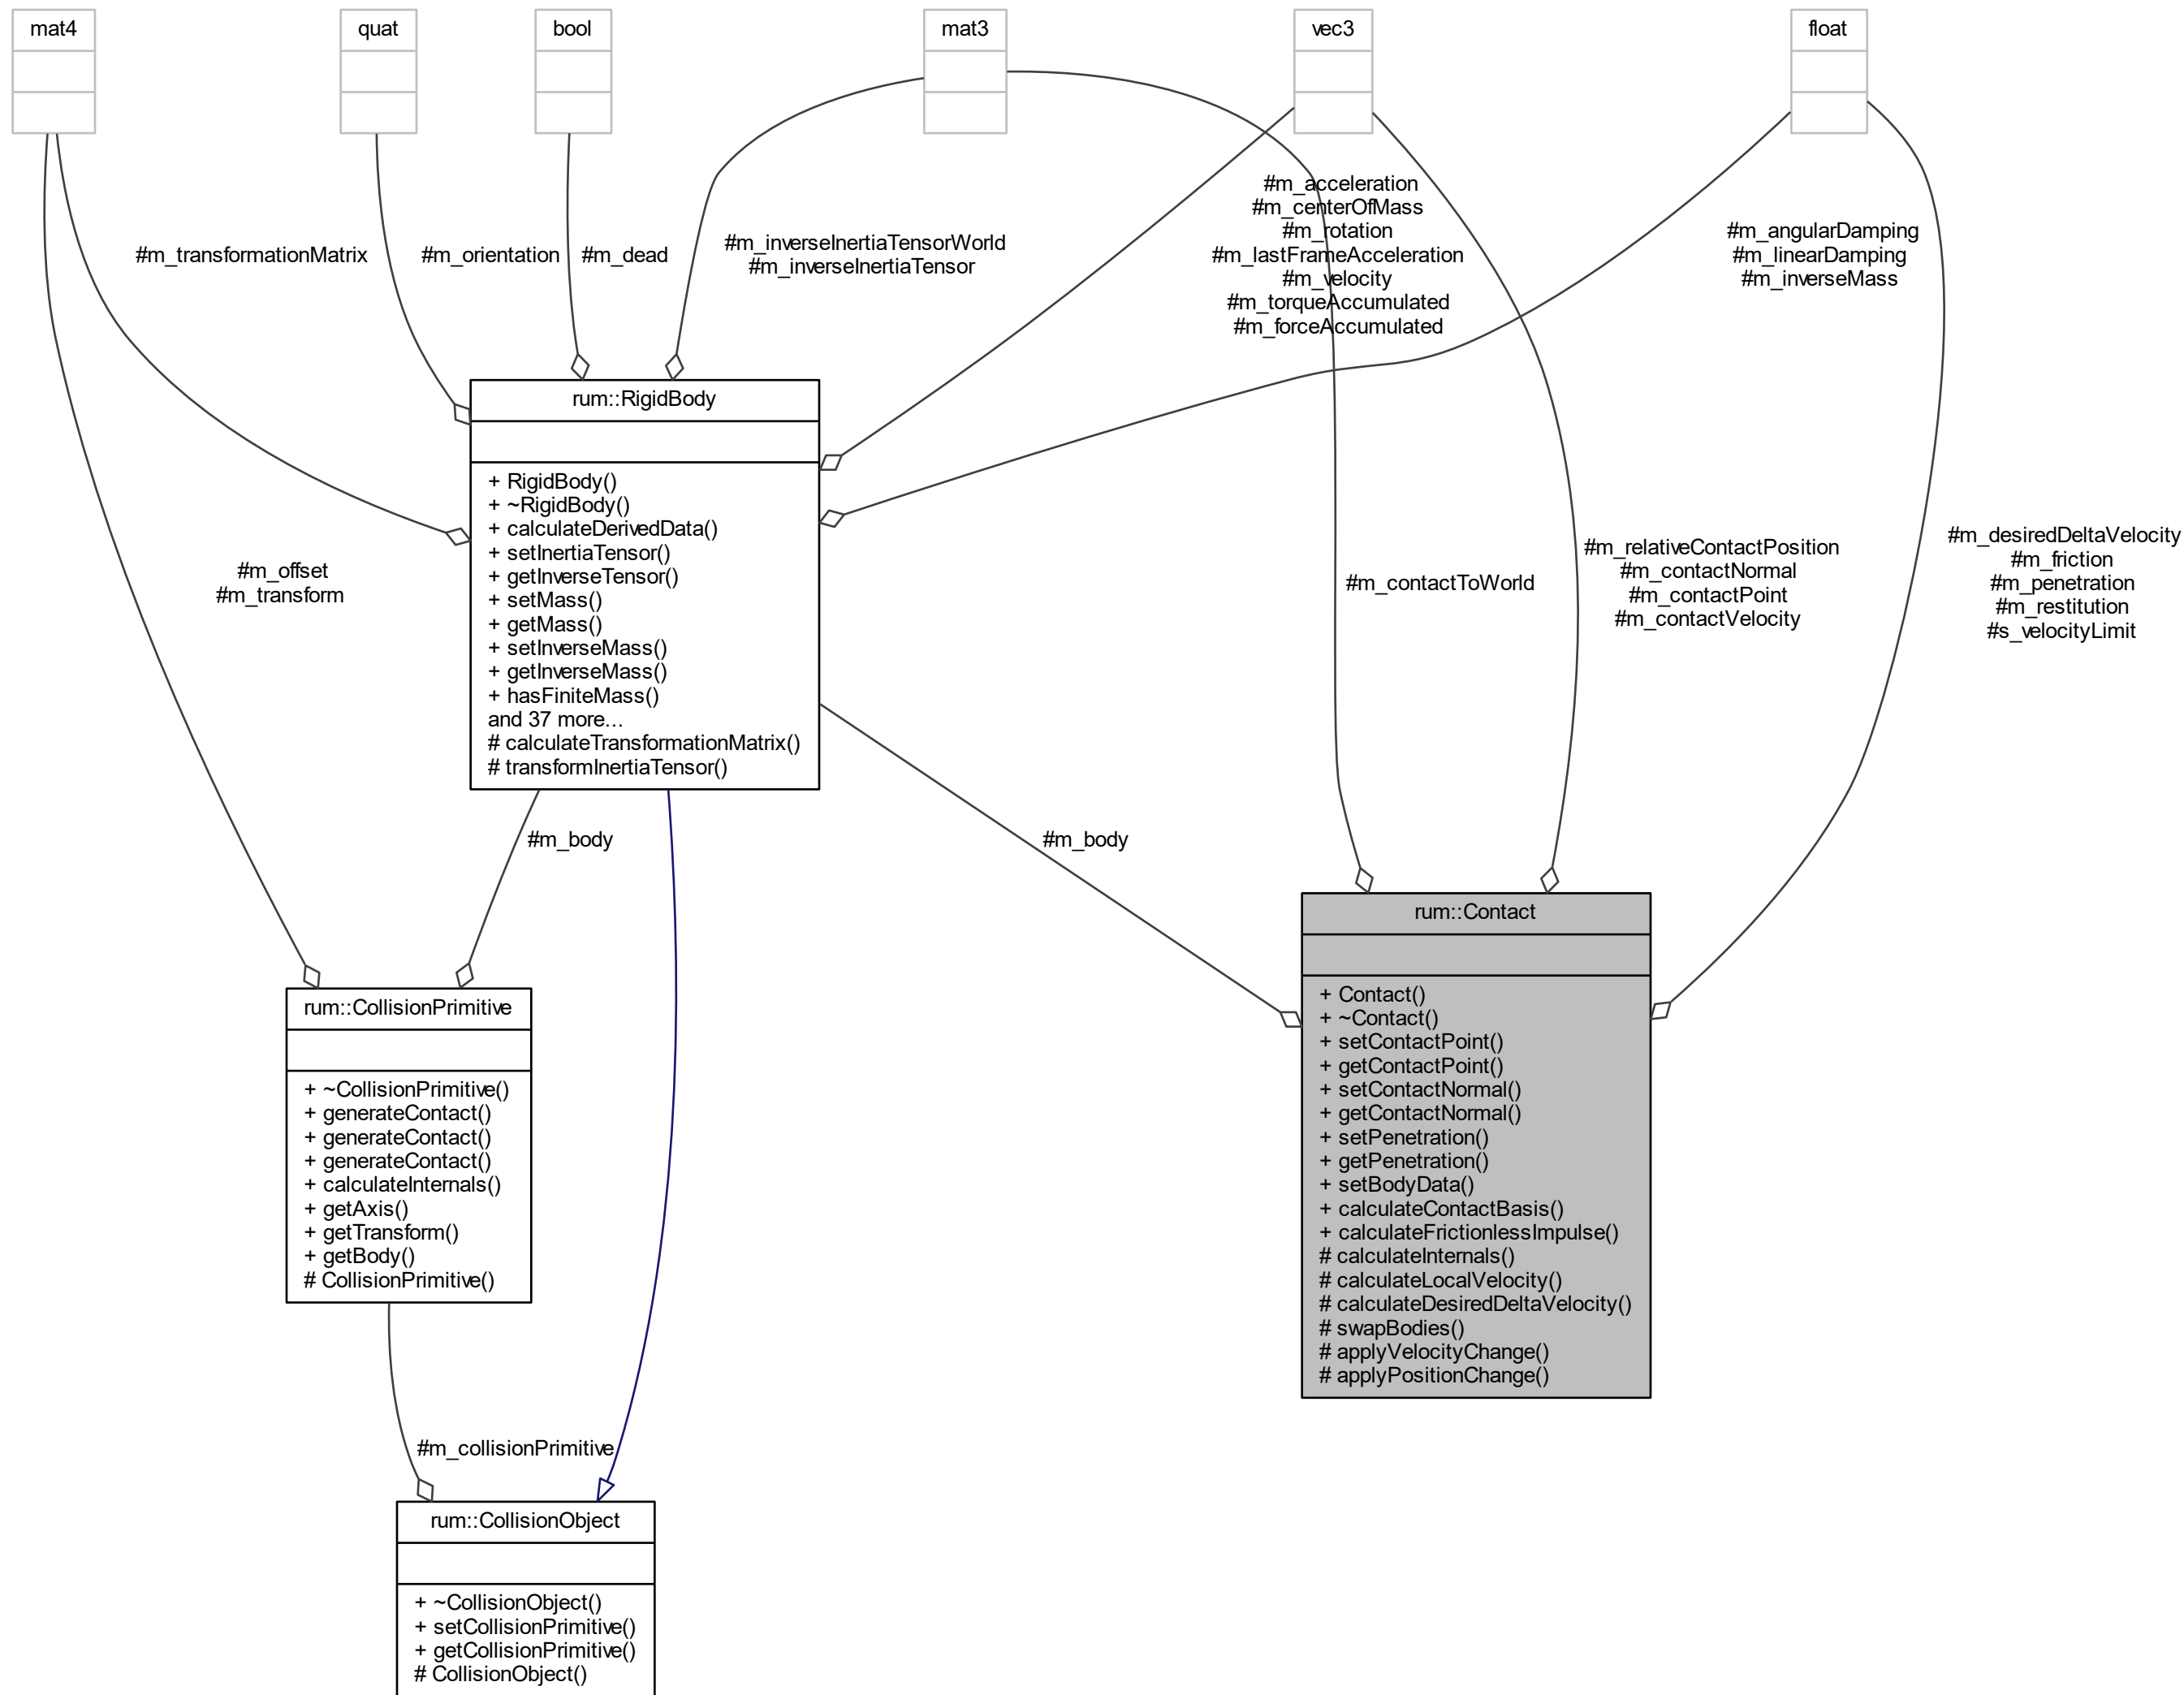 mat4
quat
bool
mat3
vec3
float
#m_acceleration
#m_centerOfMass
#m_rotation
#m_lastFrameAcceleration
#m_velocity
#m_torqueAccumulated
#m_forceAccumulated
#m_angularDamping
#m_linearDamping
#m_inverseMass
#m_transformationMatrix
#m_orientation
#m_dead
#m_inverseInertiaTensorWorld
#m_inverseInertiaTensor
rum::RigidBody
+ RigidBody()
+ ~RigidBody()
+ calculateDerivedData()
+ setInertiaTensor()
+ getInverseTensor()
+ setMass()
+ getMass()
+ setInverseMass()
+ getInverseMass()
+ hasFiniteMass()
and 37 more...
# calculateTransformationMatrix()
# transformInertiaTensor()
#m_offset
#m_transform
#m_contactToWorld
#m_relativeContactPosition
#m_contactNormal
#m_contactPoint
#m_contactVelocity
#m_desiredDeltaVelocity
#m_friction
#m_penetration
#m_restitution
#s_velocityLimit
#m_body
#m_body
rum::Contact
+ Contact()
+ ~Contact()
+ setContactPoint()
+ getContactPoint()
+ setContactNormal()
+ getContactNormal()
+ setPenetration()
+ getPenetration()
+ setBodyData()
+ calculateContactBasis()
+ calculateFrictionlessImpulse()
# calculateInternals()
# calculateLocalVelocity()
# calculateDesiredDeltaVelocity()
# swapBodies()
# applyVelocityChange()
# applyPositionChange()
rum::CollisionPrimitive
+ ~CollisionPrimitive()
+ generateContact()
+ generateContact()
+ generateContact()
+ calculateInternals()
+ getAxis()
+ getTransform()
+ getBody()
# CollisionPrimitive()
#m_collisionPrimitive
rum::CollisionObject
+ ~CollisionObject()
+ setCollisionPrimitive()
+ getCollisionPrimitive()
# CollisionObject()